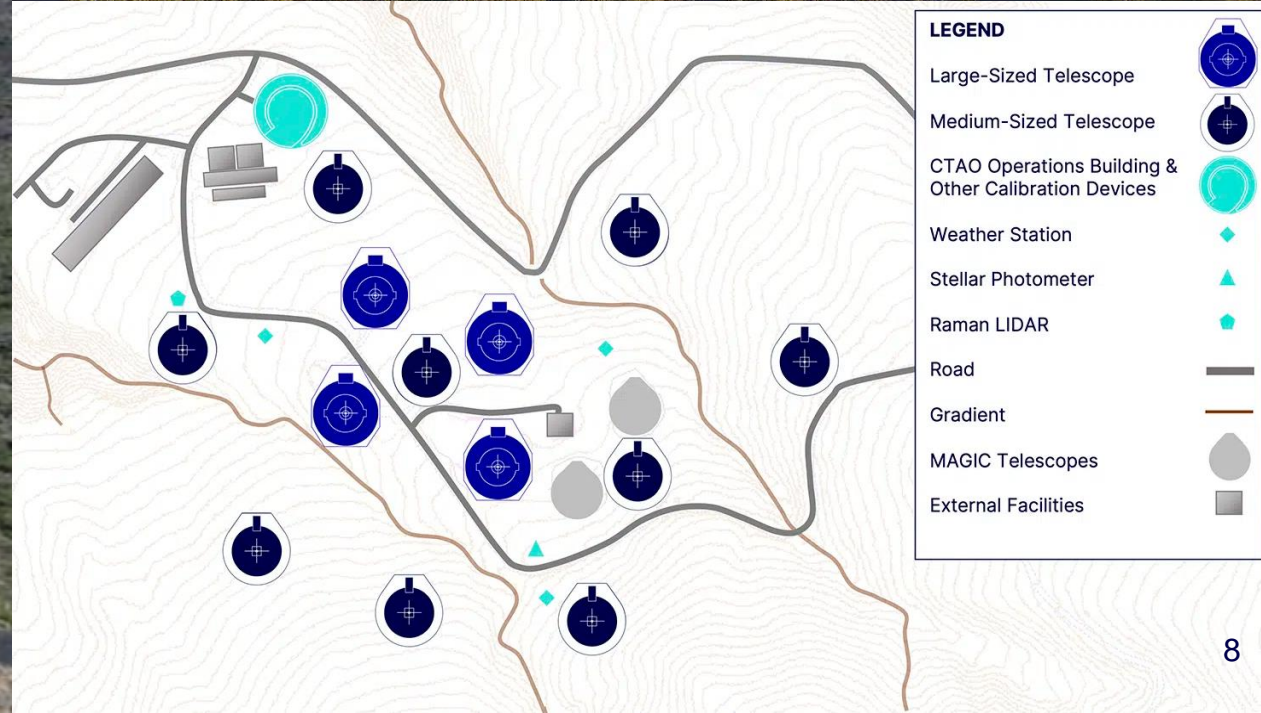 LEGEND
Large-Sized Telescope
Medium-Sized Telescope
CTAO Operations Building &
Other Calibration Devices
Weather Station
Stellar Photometer
Raman LIDAR
Road
Gradient
MAGIC Telescopes
External Facilities
8